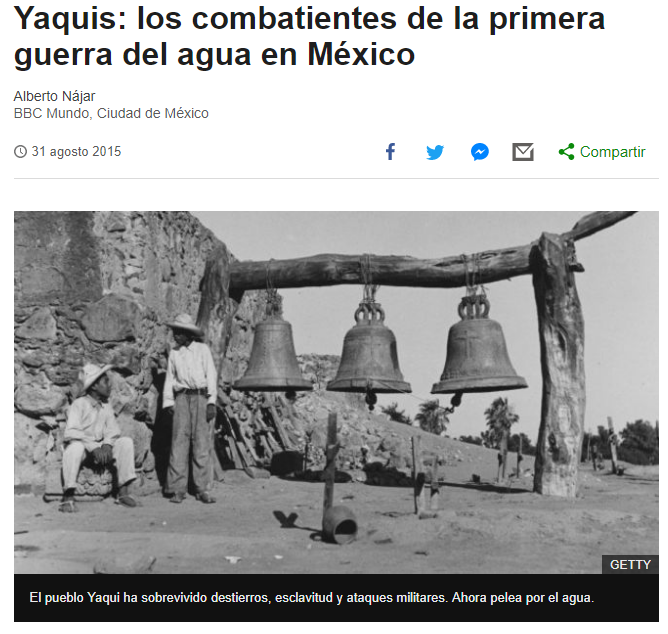 Yaquis: los combatientes de la primera
guerra del agua en México
Alberto Nájar
BBC Mundo, Ciudad de México
31 agosto 2015
Compartir
GETTY
El pueblo Yaqui ha sobrevivido destierros, esclavitud y ataques militares. Ahora pelea por el agua.